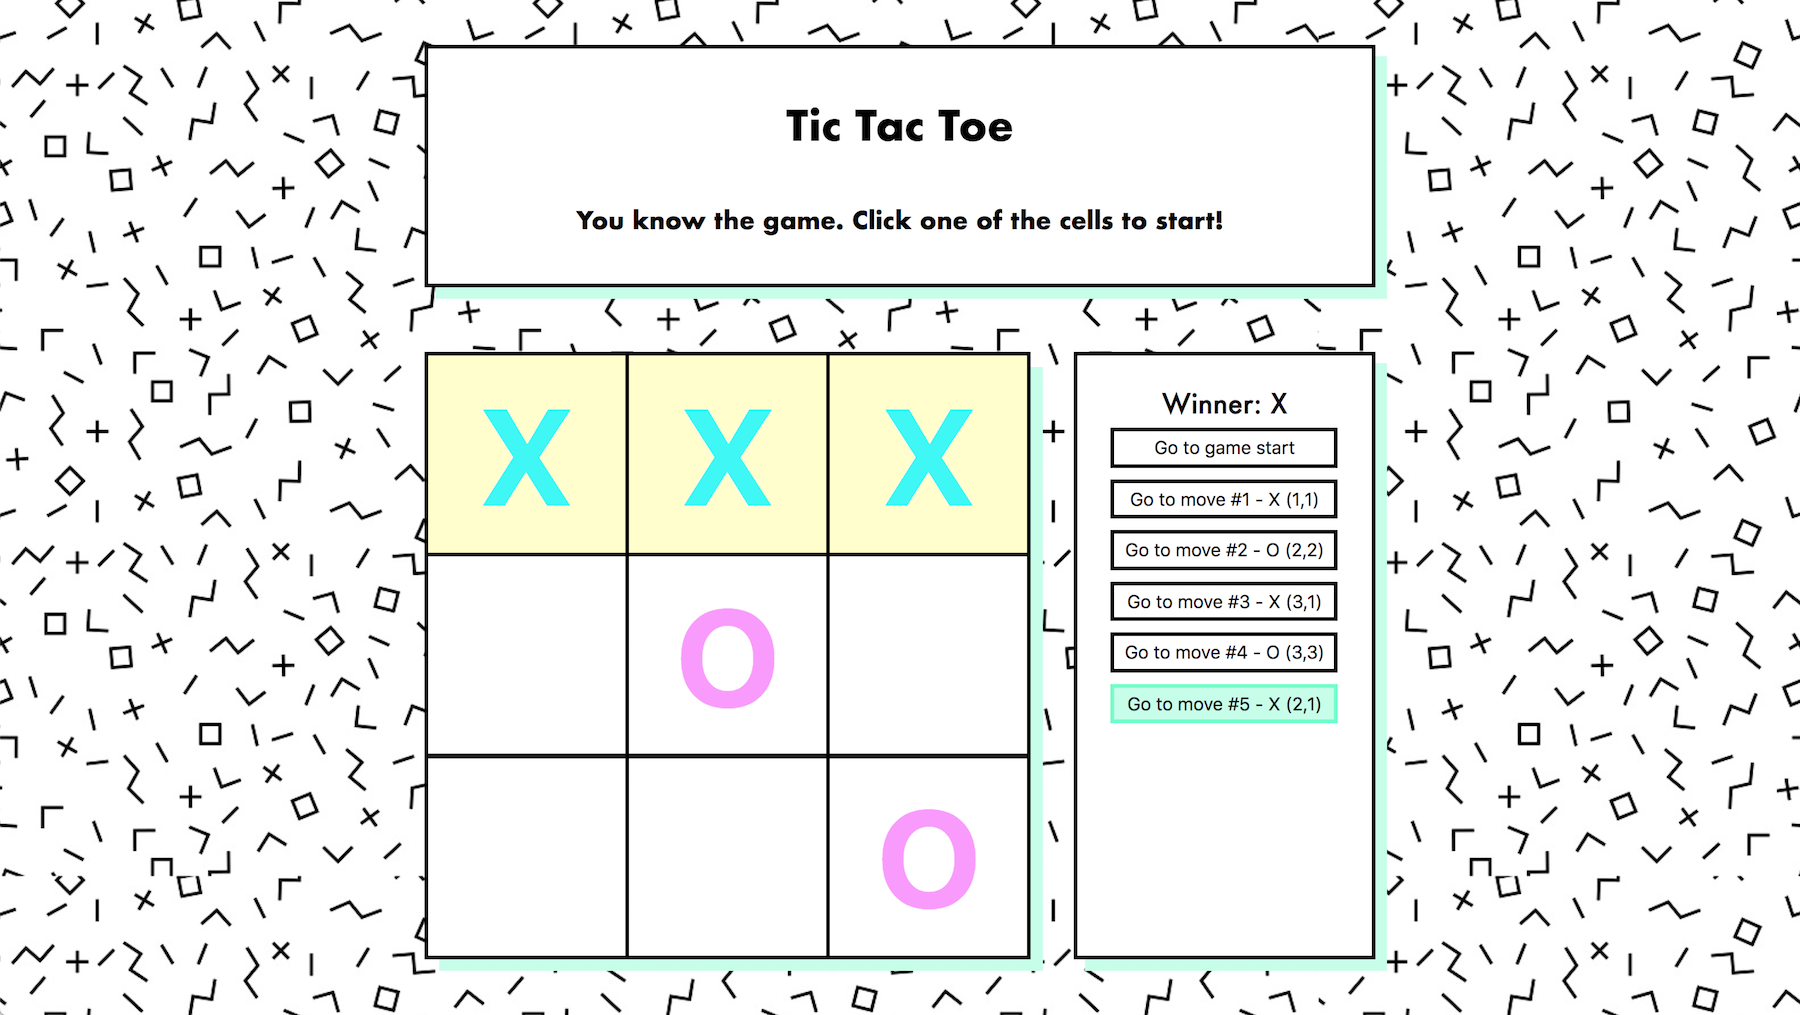 Tic Tac Toe
You know the game. Click one of the cells to start!
X X X
O
O
Winner: X
Go to game start
Go to move #1 - X (1,1)
Go to move #2 - O (2,2)
Go to move #3 - X (3,1)
Go to move #4 - O (3,3)
Go to move #5 - X (2,1)